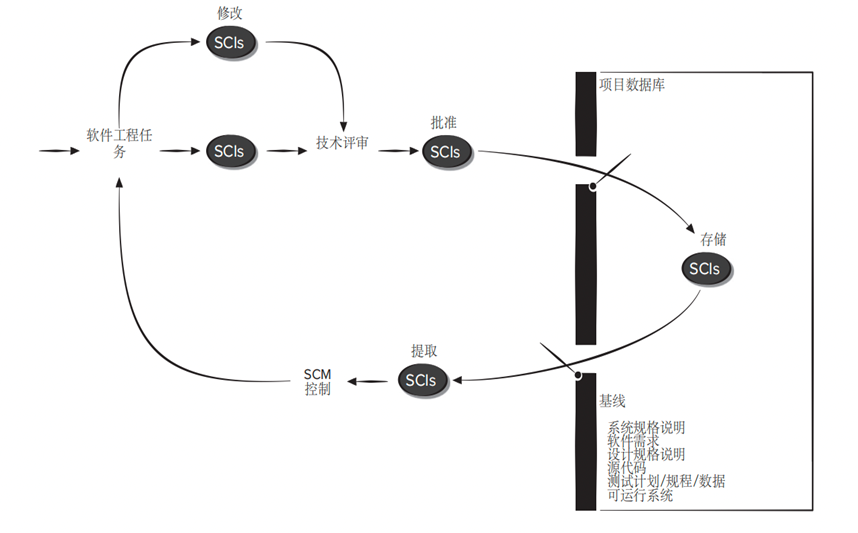 修改
SCIs
项目数据库
软件工程任
务
SCIs
技术评审
批准
SCIs
存储
SCIs
提取
SCIs
SCM
控制
基线
系统规格说明
软件需求
设计规格说明
源代码
测试计划/规程/数据
可运行系统